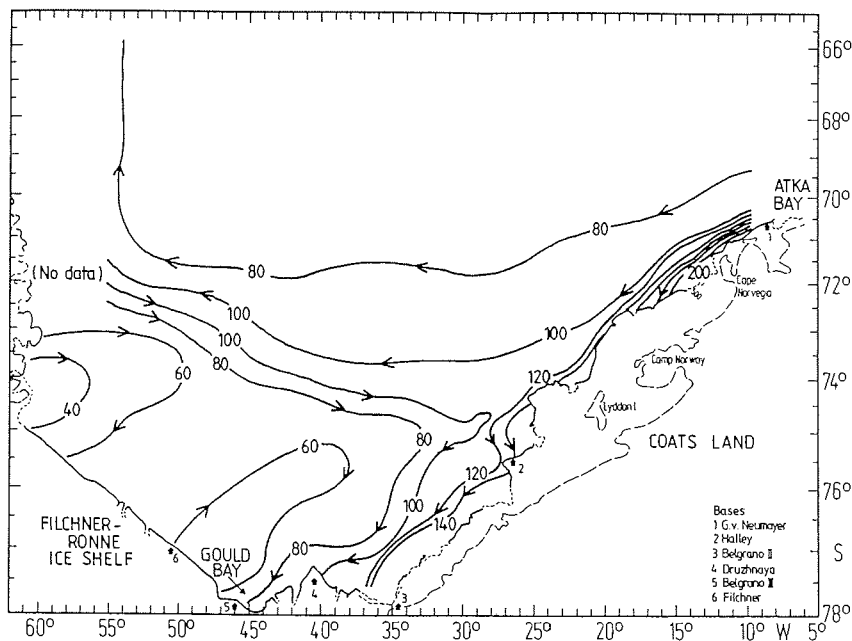 66°
68°
70°
72°
74°
76°
S
78°
60°
55°
50°
45°
40°
35°
30°
25°
20°
15°
10°
W
5°
ATKA
BAY
1
80
80
(No data)
200
Cape
Norvega
100
100
100
80
120
Camp Norway
Lyddan I
60
40
60
80
COATS LAND
2
120
100
140
FILCHNER-
RONNE
ICE SHELF
GOULD
BAY
80
6
5
4
3
Bases
1 G.v. Neumayer
2 Halley
3 Belgrano II
4 Druzhnaya
5 Belgrano
6 Filchner